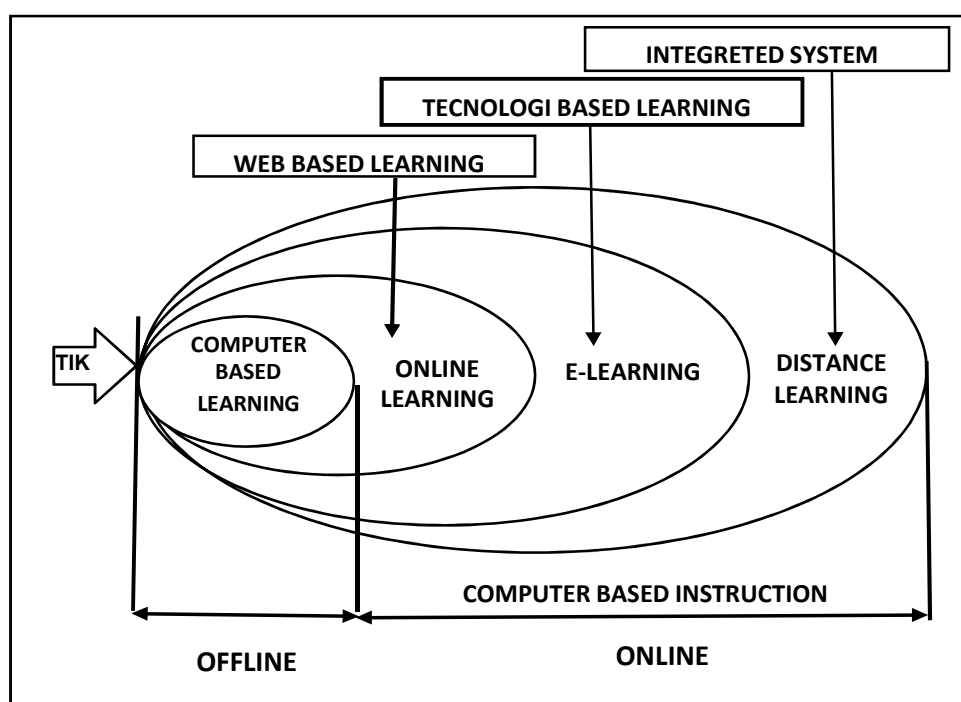 INTEGRETED SYSTEM
TECNOLOGI BASED LEARNING
WEB BASED LEARNING
TIK
COMPUTER
BASED
LEARNING
ONLINE
LEARNING
E-LEARNING
DISTANCE
LEARNING
COMPUTER BASED INSTRUCTION
OFFLINE
ONLINE